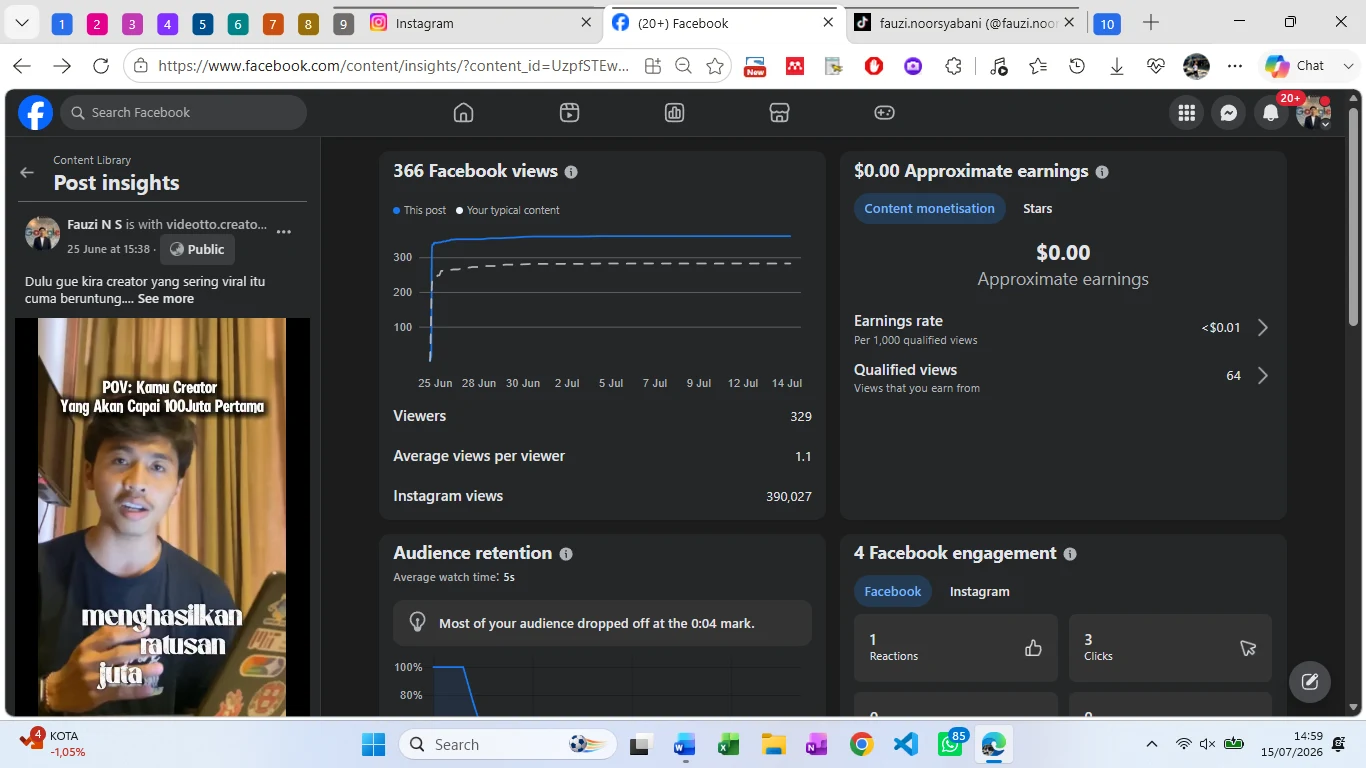 1
2
3
4
5
6
7
8
9
Instagram
(20+) Facebook
fauzi.noorsyabani (@fauzi.noor
10
https://www.facebook.com/content/insights/?content_id=UzpfSTEw...
New
Chat
Search Facebook
20+
Content Library
Post insights
Fauzi N S is with videotto.creato...
25 June at 15:38 · Public
Dulu gue kira creator yang sering viral itu
cuma beruntung.... See more
POV: Kamu Creator
Yang Akan Capai 100Juta Pertama
menghasilkan
ratusan
juta
MIT
366 Facebook views
This post
Your typical content
300
200
100
25 Jun 28 Jun 30 Jun 2 Jul 5 Jul 7 Jul 9 Jul 12 Jul 14 Jul
Viewers 329
Average views per viewer 1.1
Instagram views 390,027
$0.00 Approximate earnings
Content monetisation Stars
$0.00
Approximate earnings
Earnings rate <$0.01
Per 1,000 qualified views
Qualified views 64
Views that you earn from
Audience retention
Average watch time: 5s
Most of your audience dropped off at the 0:04 mark.
100%
80%
4 Facebook engagement
Facebook Instagram
1
Reactions
3
Clicks
4
KOTA
-1,05%
Search
85
14:59
15/07/2026